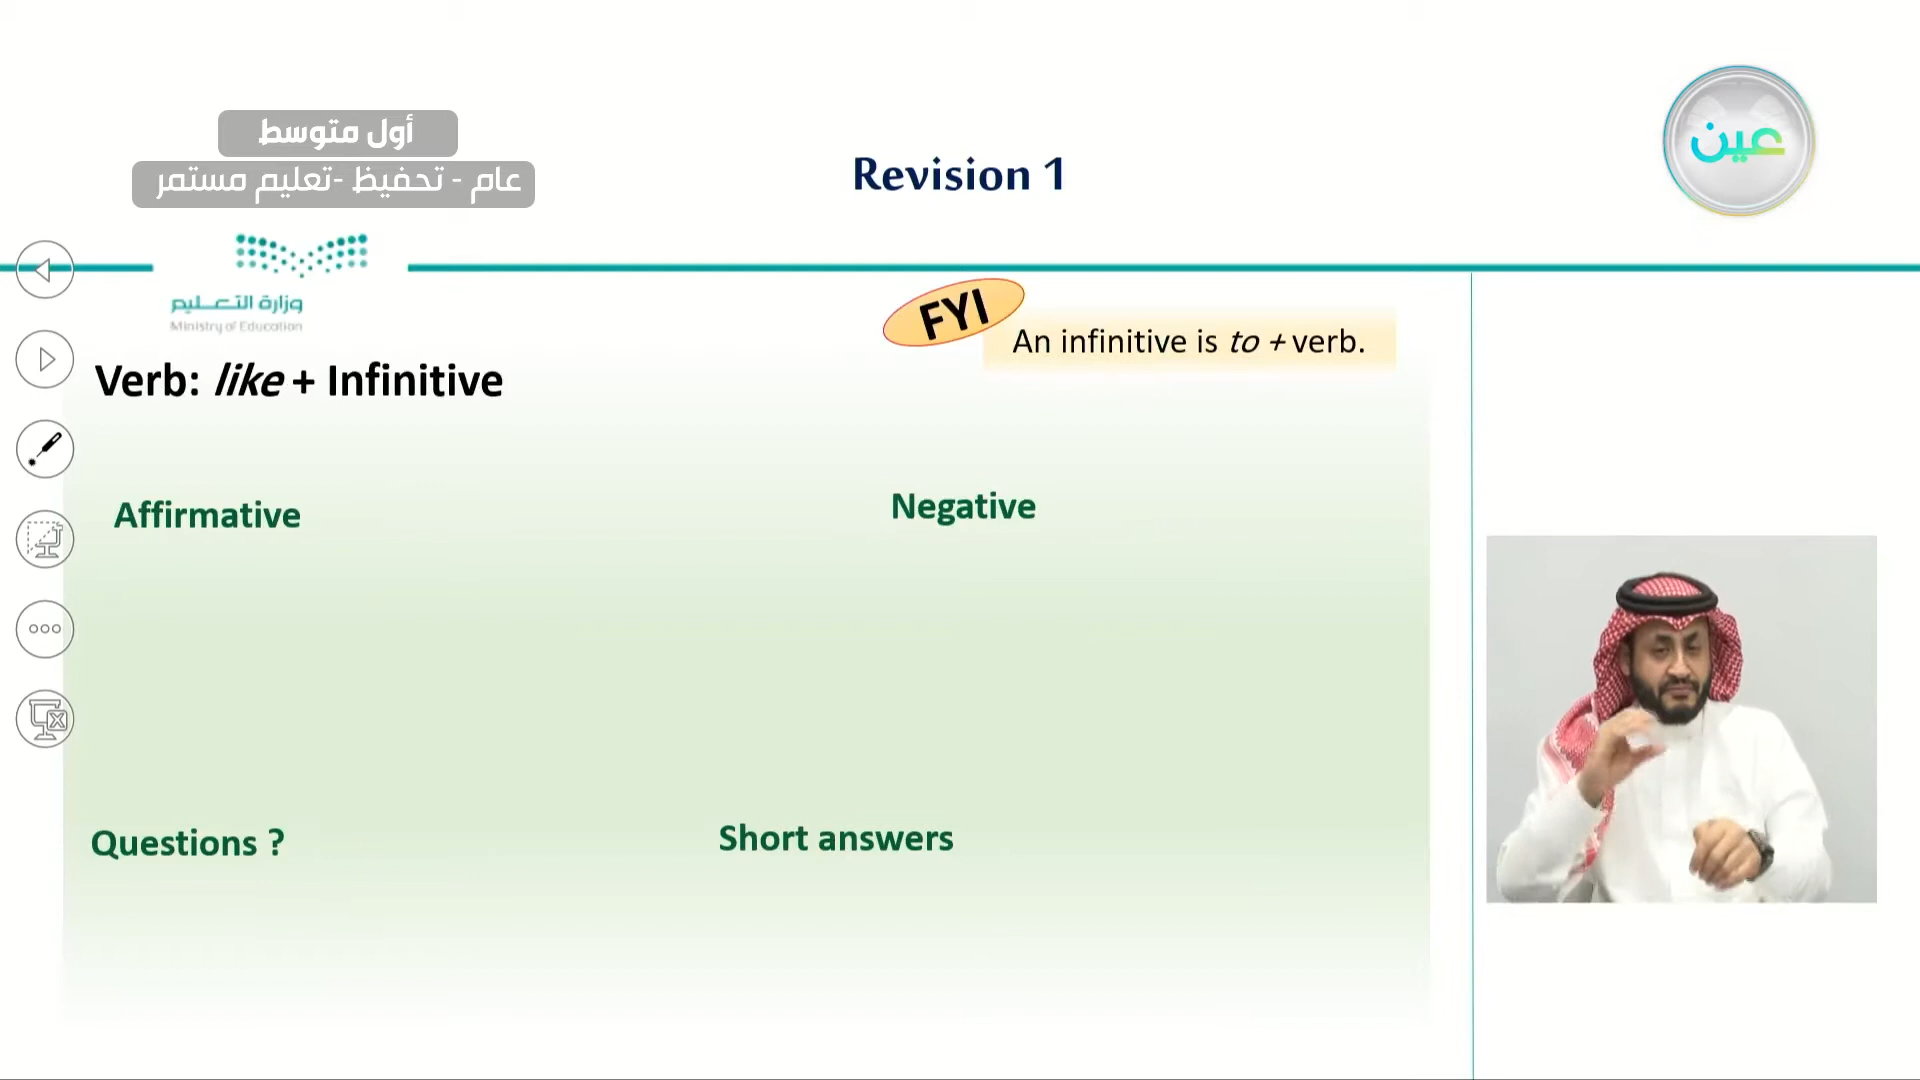 أول متوسط
عام - تحفيظ -تعليم مستمر
Revision 1
عين
وزارة التعليم
Ministry of Education
FYI
An infinitive is to + verb.
Verb: like + Infinitive
Affirmative
Negative
Questions ?
Short answers